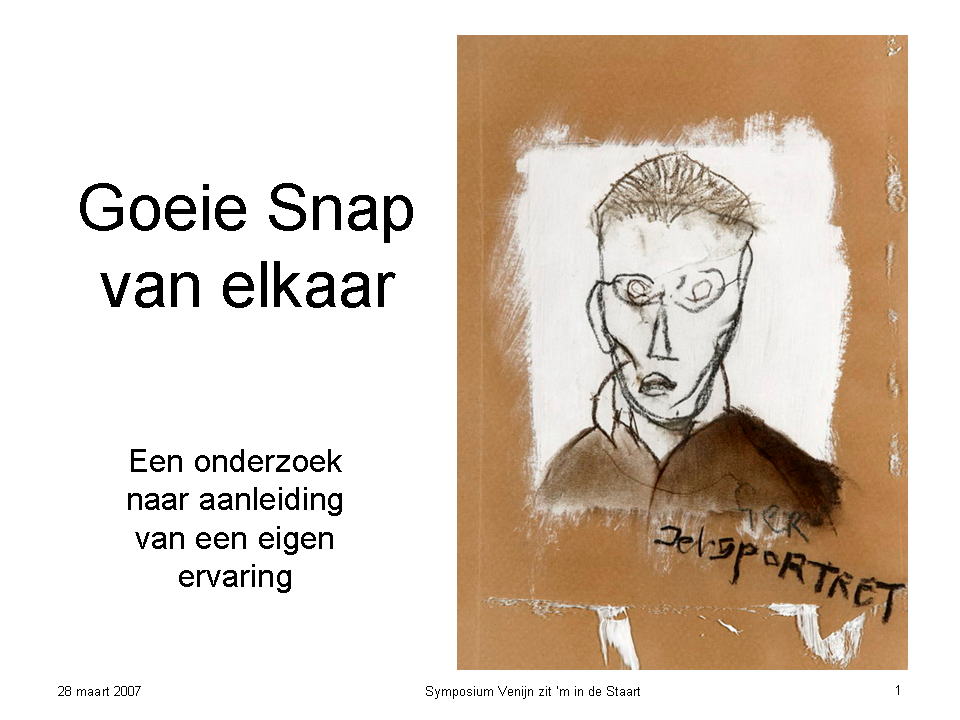 Goeie Snap
van elkaar
Een onderzoek
naar aanleiding
van een eigen
ervaring
GER
ZelfsPORTRET
28 maart 2007
Symposium Venijn zit 'm in de Staart
1